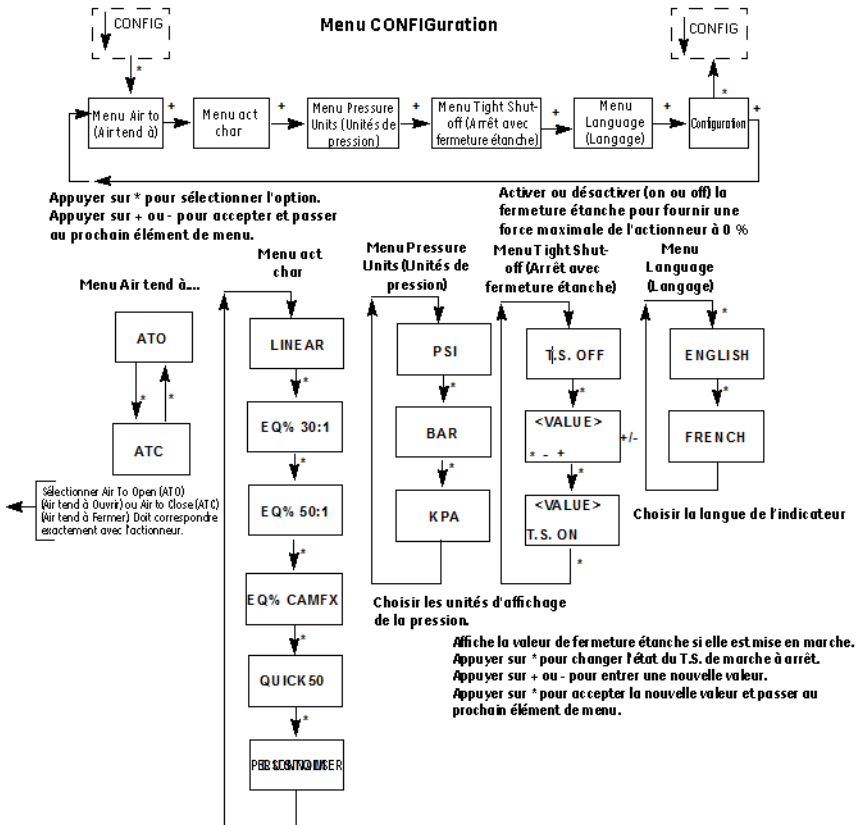 Menu CONFIGuration
CONFIG
CONFIG
*
*
Menu Air to
(Air tend à)
+
Menu act
char
+
Menu Pressure
Units (Unités
de pression)
+
Menu Tight Shut-
off (Arrêt avec
fermeture étanche)
+
Menu
Language
(Langage)
+
Configuration
+
Appuyer sur * pour sélectionner l'option.
Appuyer sur + ou - pour accepter et passer
au prochain élément de menu.
Activer ou désactiver (on ou off) la
fermeture étanche pour fournir une
force maximale de l'actionneur à 0 %
Menu Air tend à....
ATO
*
*
ATC
Sélectionner Air To Open (ATO)
(Air tend à Ouvrir) ou Air to Close (ATC)
(Air tend à Fermer) Doit correspondre
exactement avec l'actionneur.
Menu act
char
LINEAR
*
EQ% 30:1
*
EQ% 50:1
*
EQ% CAMFX
*
QUICK50
*
Menu Pressure
Units (Unités de
pression)
PSI
*
BAR
*
KPA
Choisir les unités d'affichage
de la pression.
Menu Tight Shut-
off (Arrêt avec
fermeture étanche)
T.S. OFF
*
<VALUE>
* - +
+/-
*
<VALUE>
T.S. ON
*
Menu
Language
(Langage)
*
ENGLISH
*
FRENCH
Choisir la langue de l'indicateur
Affiche la valeur de fermeture étanche si elle est mise en marche.
Appuyer sur * pour changer l'état du T.S. de marche à arrêt.
Appuyer sur + ou - pour entrer une nouvelle valeur.
Appuyer sur * pour accepter la nouvelle valeur et passer au
prochain élément de menu.